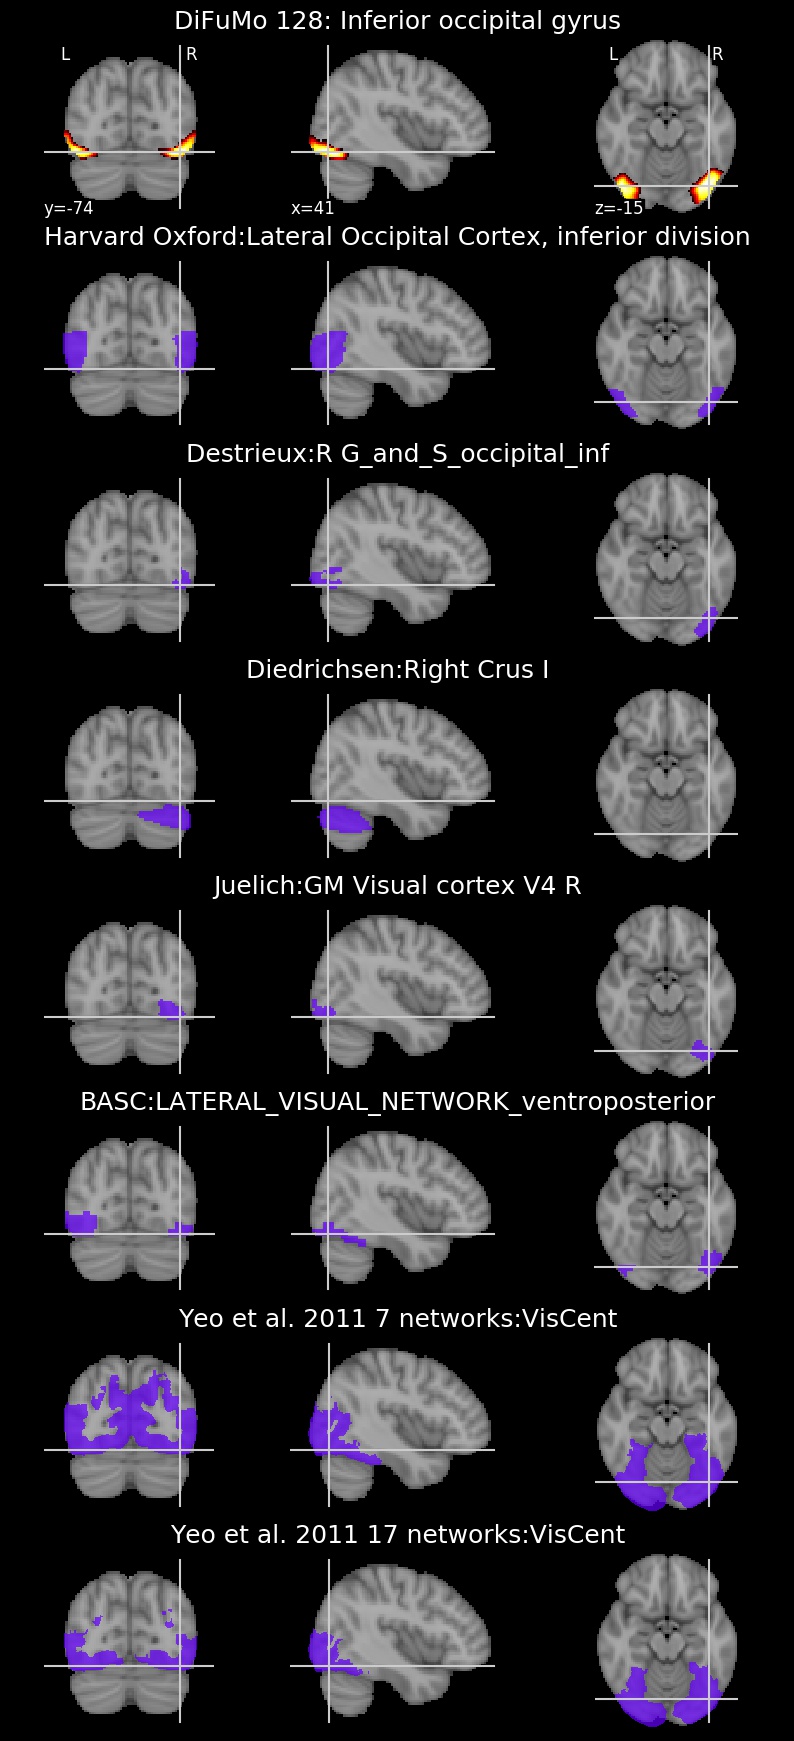 DiFuMo 128: Inferior occipital gyrus
L R L R
y=-74 x=41 z=-15
Harvard Oxford:Lateral Occipital Cortex, inferior division
Destrieux:R G_and_S_occipital_inf
Diedrichsen:Right Crus I
Juelich:GM Visual cortex V4 R
BASC:LATERAL_VISUAL_NETWORK_ventroposterior
Yeo et al. 2011 7 networks:VisCent
Yeo et al. 2011 17 networks:VisCent